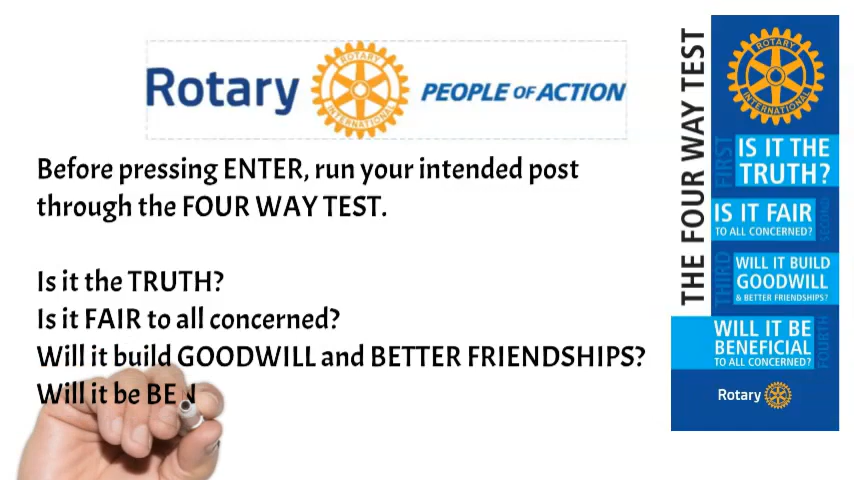 Rotary
ROTARY
INTERNATIONAL
PEOPLE OF ACTION
Before pressing ENTER, run your intended post
through the FOUR WAY TEST.
Is it the TRUTH?
Is it FAIR to all concerned?
Will it build GOODWILL and BETTER FRIENDSHIPS?
Will it be BEN
THE FOUR WAY TEST
ROTARY
INTERNATIONAL
FIRST
IS IT THE
TRUTH?
IS IT FAIR
TO ALL CONCERNED?
SECOND
THIRD
WILL IT BUILD
GOODWILL
& BETTER FRIENDSHIPS?
WILL IT BE
BENEFICIAL
TO ALL CONCERNED?
FOURTH
Rotary